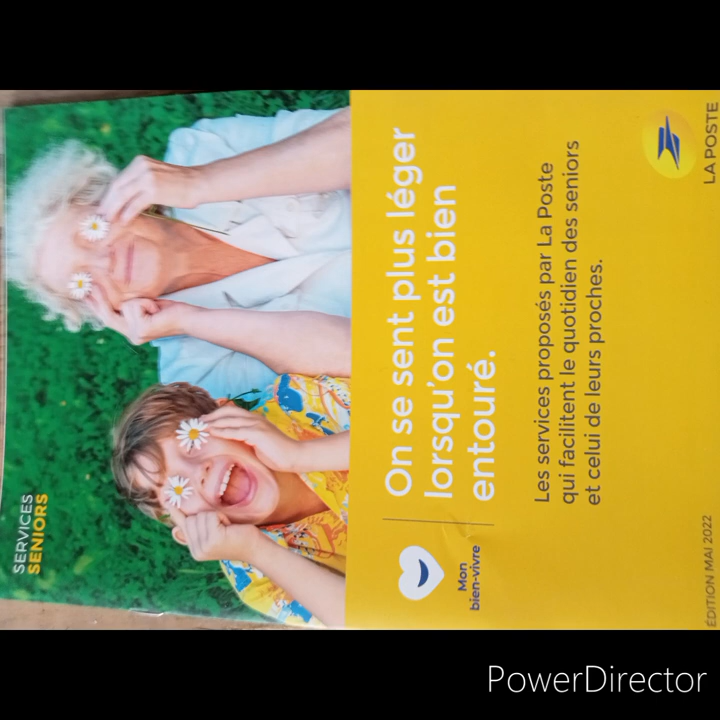 SERVICES
SENIORS
On se sent plus léger
lorsqu'on est bien
entouré.
Mon
bien-vivre
Les services proposés par La Poste
qui facilitent le quotidien des seniors
et celui de leurs proches.
LA POSTE
ÉDITION MAI 2022
PowerDirector